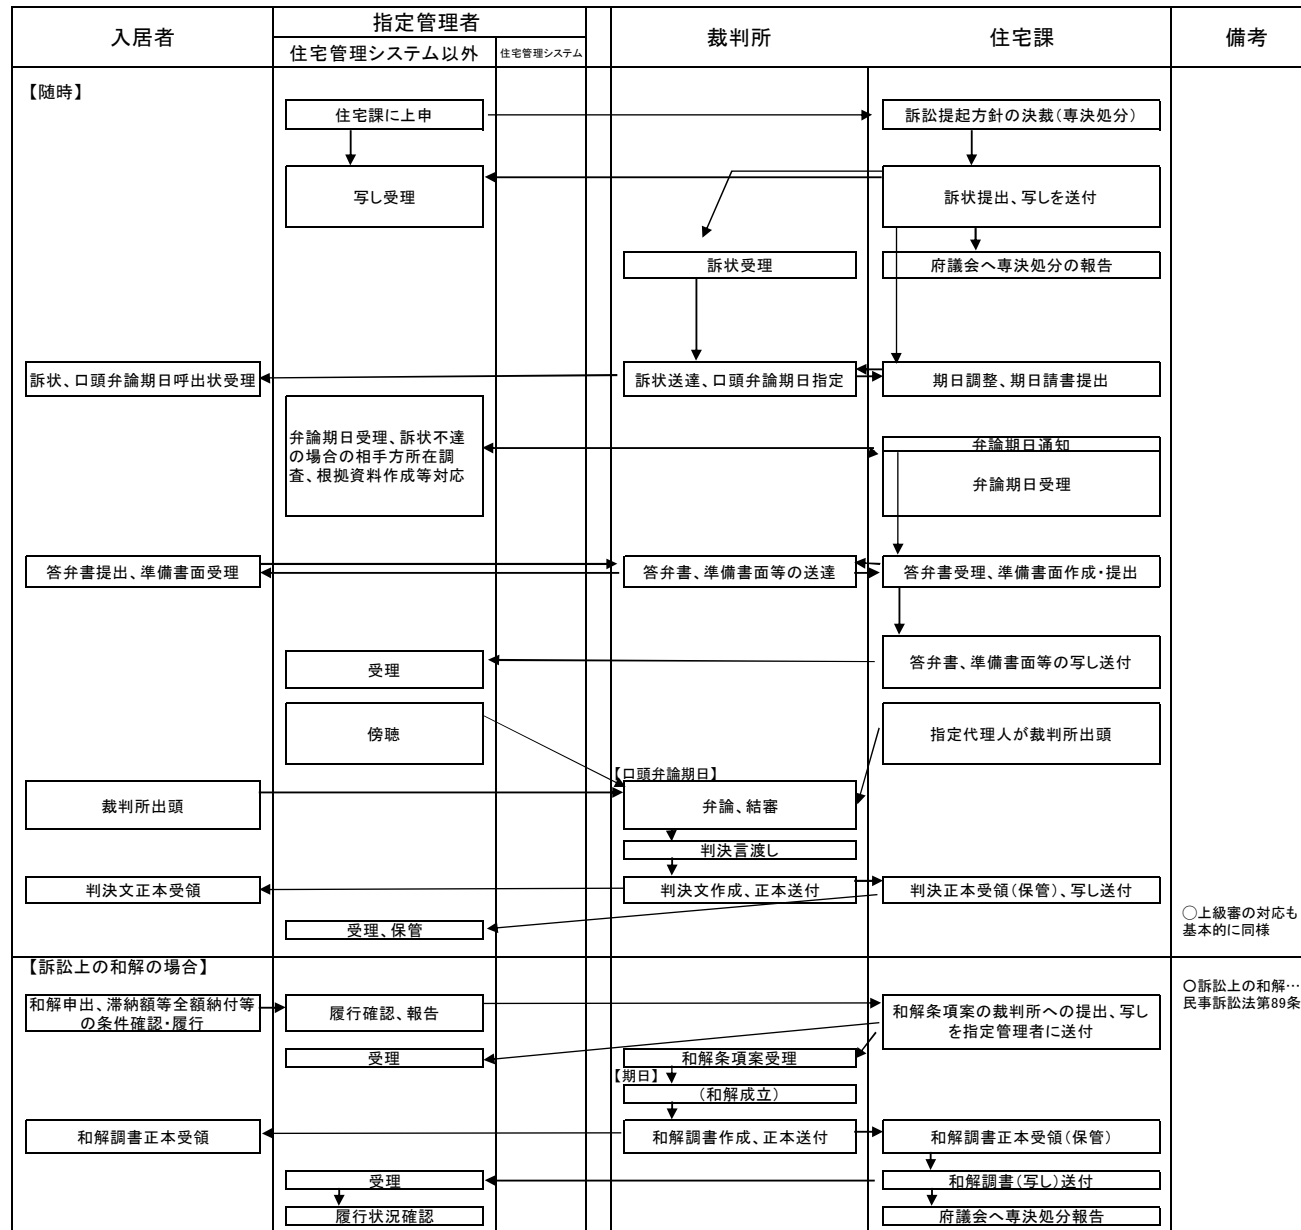 入居者
指定管理者
住宅管理システム以外
住宅管理システム
裁判所
住宅課
備考
【随時】
住宅課に上申
訴訟提起方針の決裁(専決処分)
写し受理
訴状提出、写しを送付
訴状受理
府議会へ専決処分の報告
訴状、口頭弁論期日呼出状受理
訴状送達、口頭弁論期日指定
期日調整、期日請書提出
弁論期日受理、訴状不達
の場合の相手方所在調
査、根拠資料作成等対応
弁論期日通知
弁論期日受理
答弁書提出、準備書面受理
答弁書、準備書面等の送達
答弁書受理、準備書面作成・提出
受理
答弁書、準備書面等の写し送付
傍聴
指定代理人が裁判所出頭
【口頭弁論期日】
裁判所出頭
弁論、結審
判決言渡し
判決文正本受領
判決文作成、正本送付
判決正本受領(保管)、写し送付
受理、保管
◯上級審の対応も
基本的に同様
【訴訟上の和解の場合】
和解申出、滞納額等全額納付等
の条件確認・履行
履行確認、報告
和解条項案の裁判所への提出、写し
を指定管理者に送付
○訴訟上の和解…
民事訴訟法第89条
受理
和解条項案受理
【期日】
(和解成立)
和解調書正本受領
和解調書作成、正本送付
和解調書正本受領(保管)
受理
和解調書(写し)送付
履行状況確認
府議会へ専決処分報告